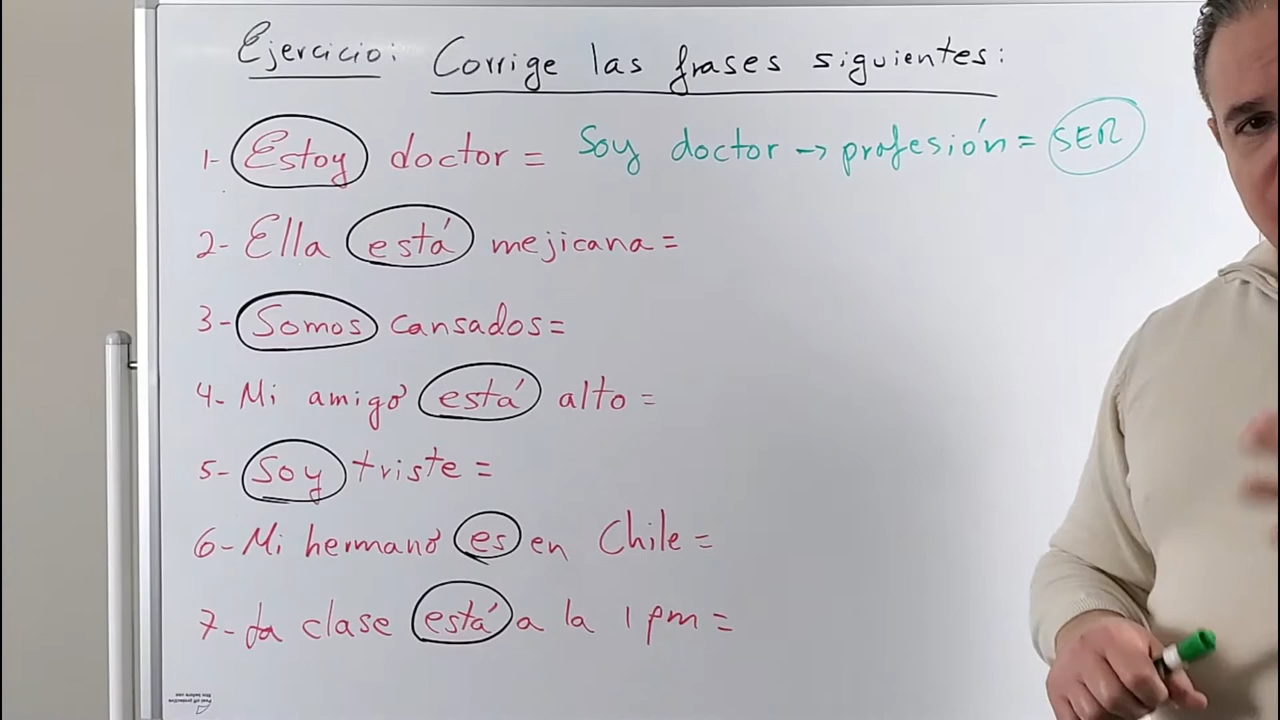 Ejercicio: Corrige las frases siguientes:
1- Estoy doctor = Soy doctor → profesión = SER
2- Ella está mejicana =
3- Somos cansados =
4- Mi amigo está alto =
5- Soy triste =
6- Mi hermano es en Chile =
7- La clase está a la 1 pm =